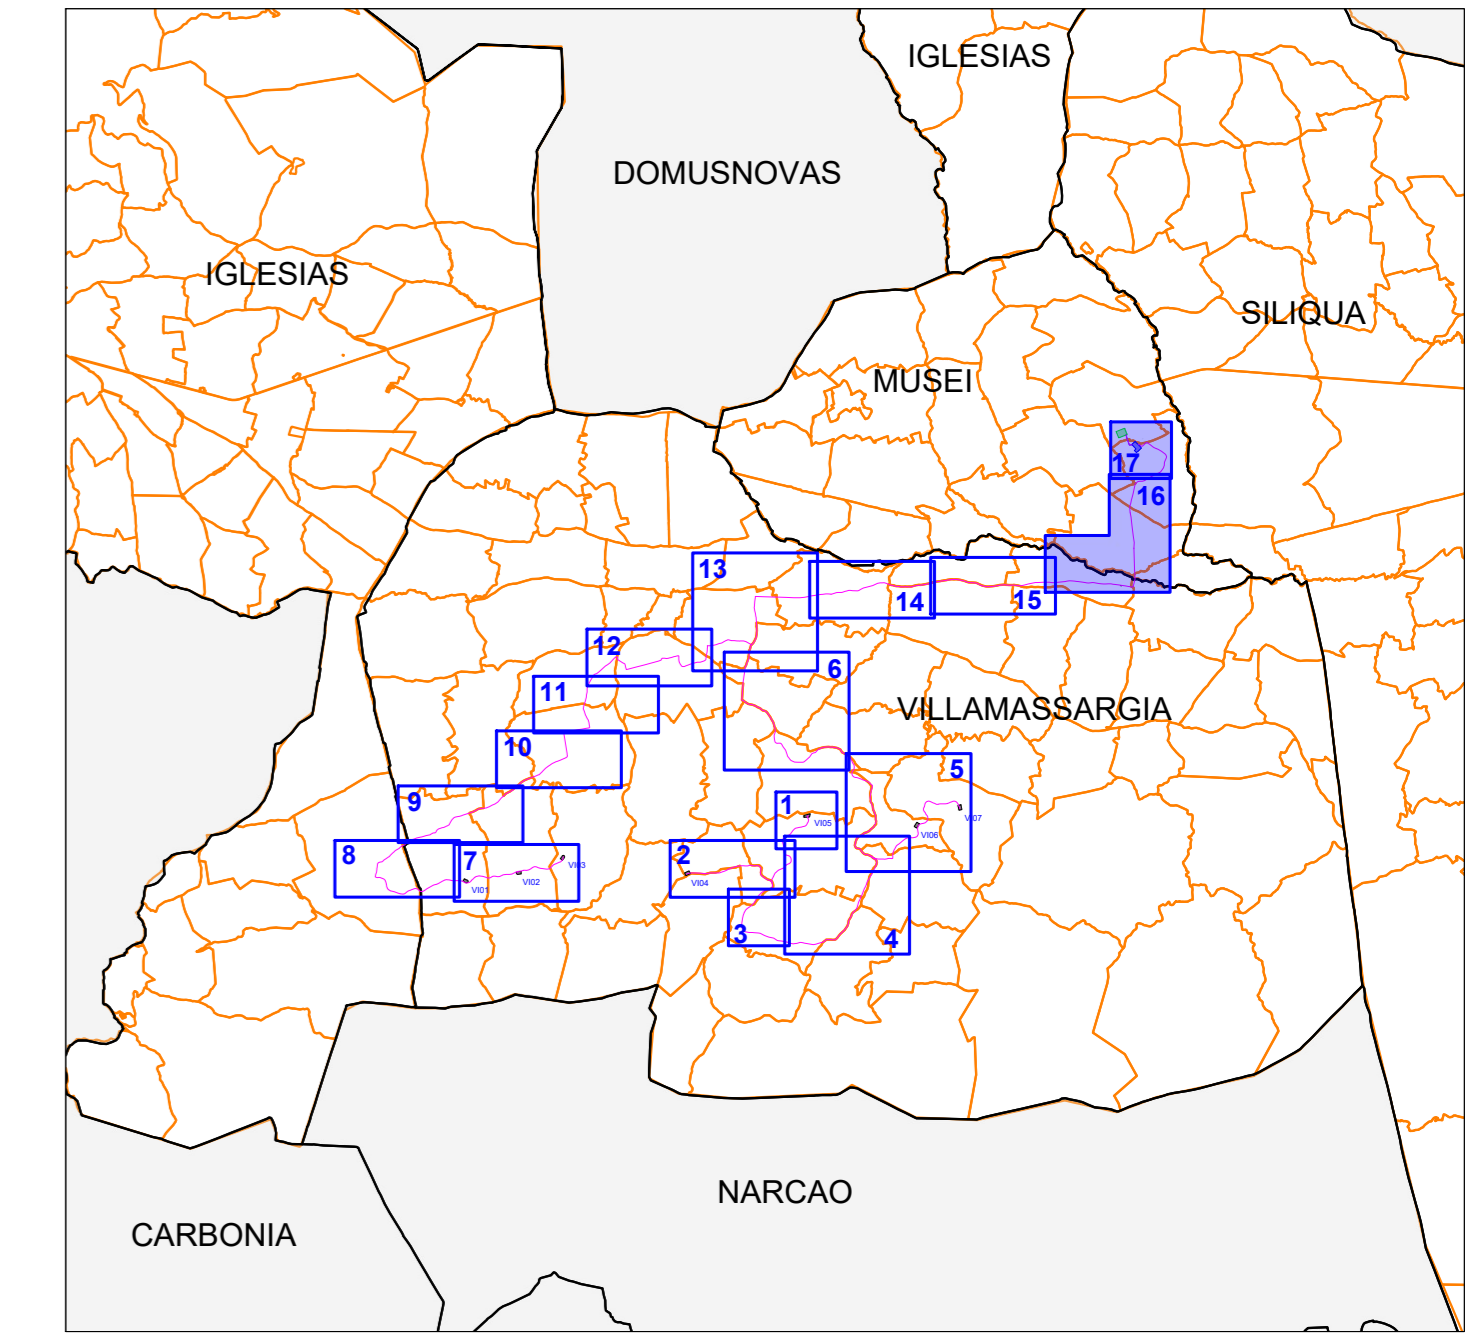 IGLESIAS
DOMUSNOVAS
IGLESIAS
SILIQUA
MUSEI
17
16
13
14
15
12
6
11
VILLAMASSARGIA
10
5
9
1
VI05
VI07
VI06
8
7
VI03
VI02
VI01
2
VI04
3
4
NARCAO
CARBONIA